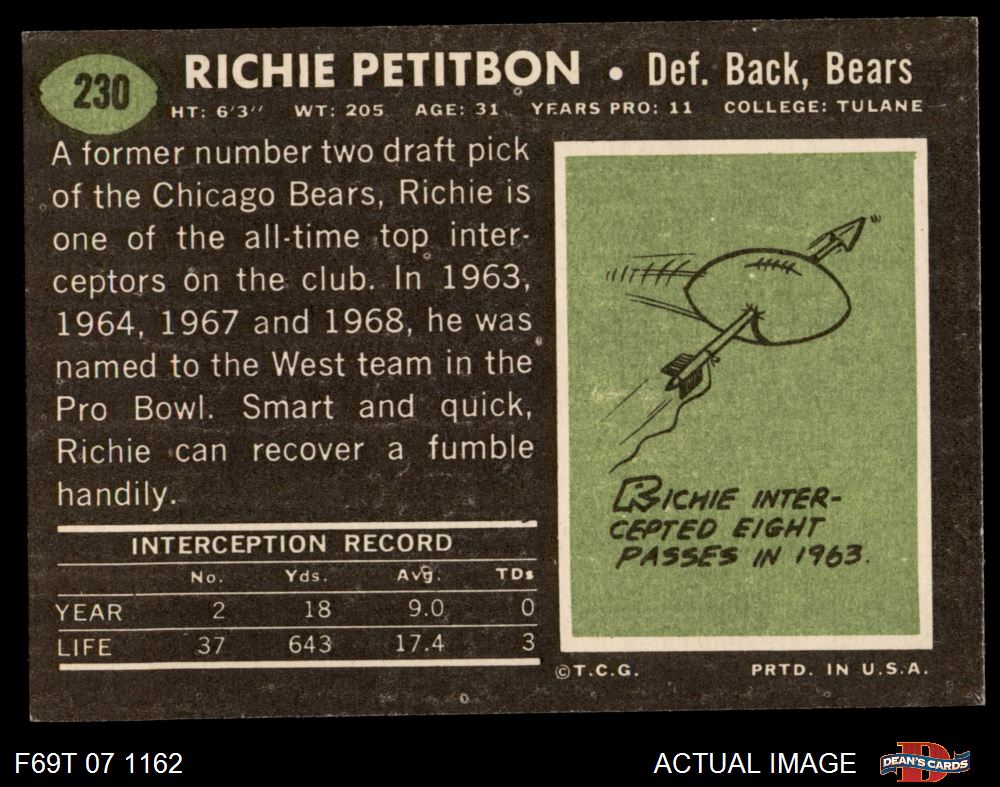 230
RICHIE PETITBON • Def. Back, Bears
HT: 6'3'' WT: 205 AGE: 31 YEARS PRO: 11 COLLEGE: TULANE
A former number two draft pick
of the Chicago Bears, Richie is
one of the all-time top inter-
ceptors on the club. In 1963,
1964, 1967 and 1968, he was
named to the West team in the
Pro Bowl. Smart and quick,
Richie can recover a fumble
handily.
INTERCEPTION RECORD
No. Yds. Avg. TDs
YEAR 2 18 9.0 0
LIFE 37 643 17.4 3
RICHIE INTER-
CEPTED EIGHT
PASSES IN 1963.
©T.C.G. PRTD. IN U.S.A.
F69T 07 1162 ACTUAL IMAGE
D
DEAN'S CARDS